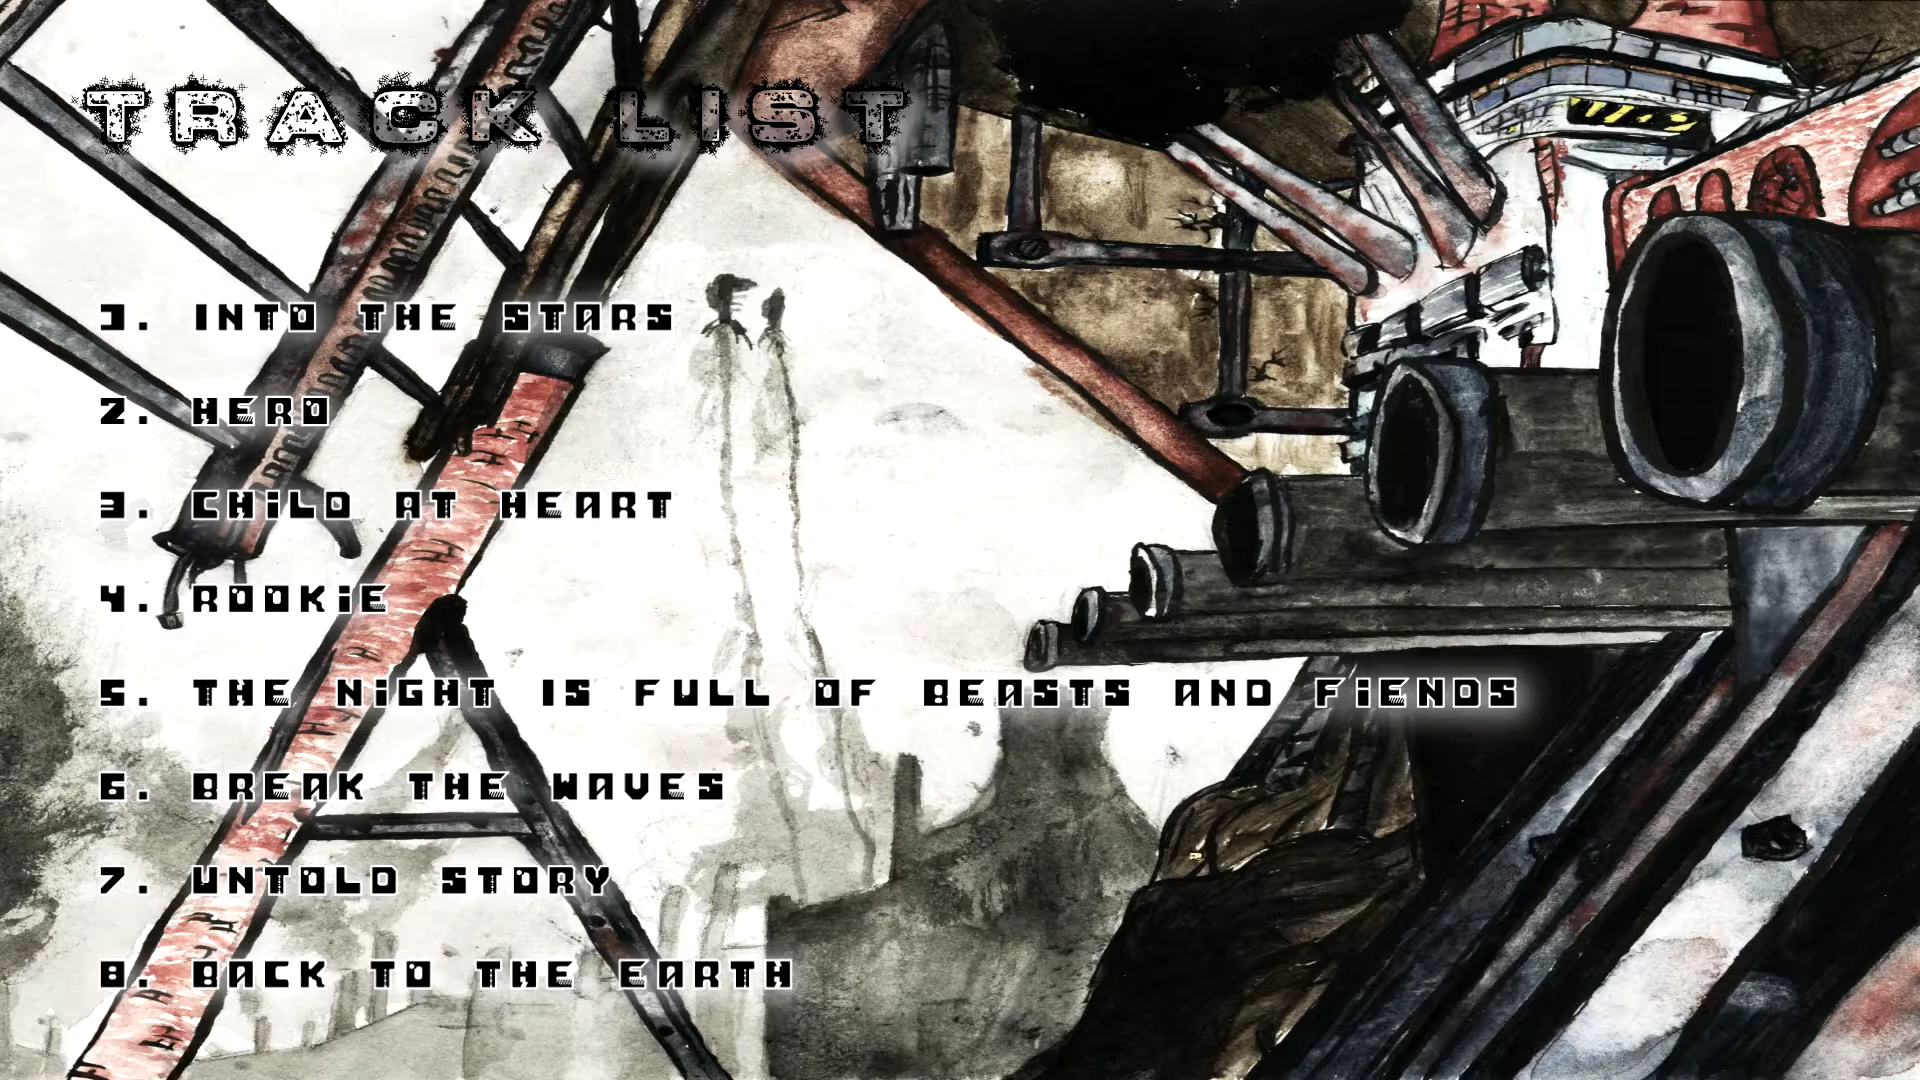 TRACK LIST
1. INTO THE STARS
2. HERO
3. CHiLD AT HEART
4. ROOKiE
5. THE NiGHT IS FULL OF BEASTS AND FiENDS
6. BREAK THE WAVES
7. UNTOLD STORY
8. BACK TO THE EARTH